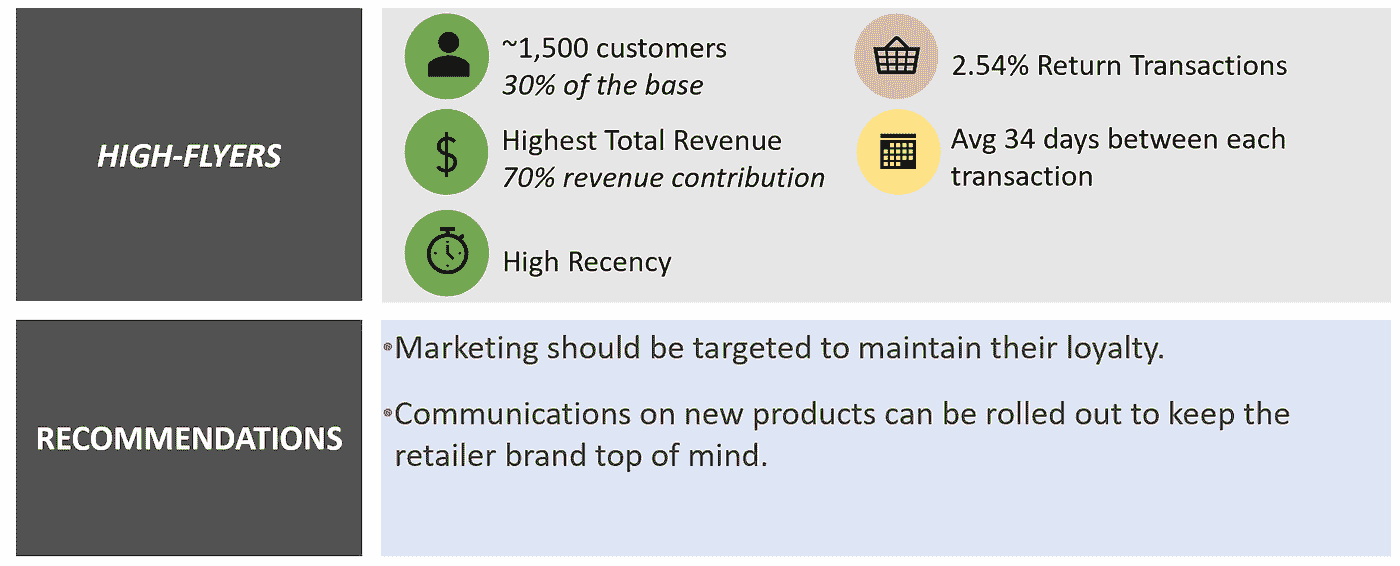 HIGH-FLYERS
~1,500 customers
30% of the base
Highest Total Revenue
70% revenue contribution
High Recency
2.54% Return Transactions
Avg 34 days between each
transaction
RECOMMENDATIONS
•Marketing should be targeted to maintain their loyalty.
•Communications on new products can be rolled out to keep the
retailer brand top of mind.